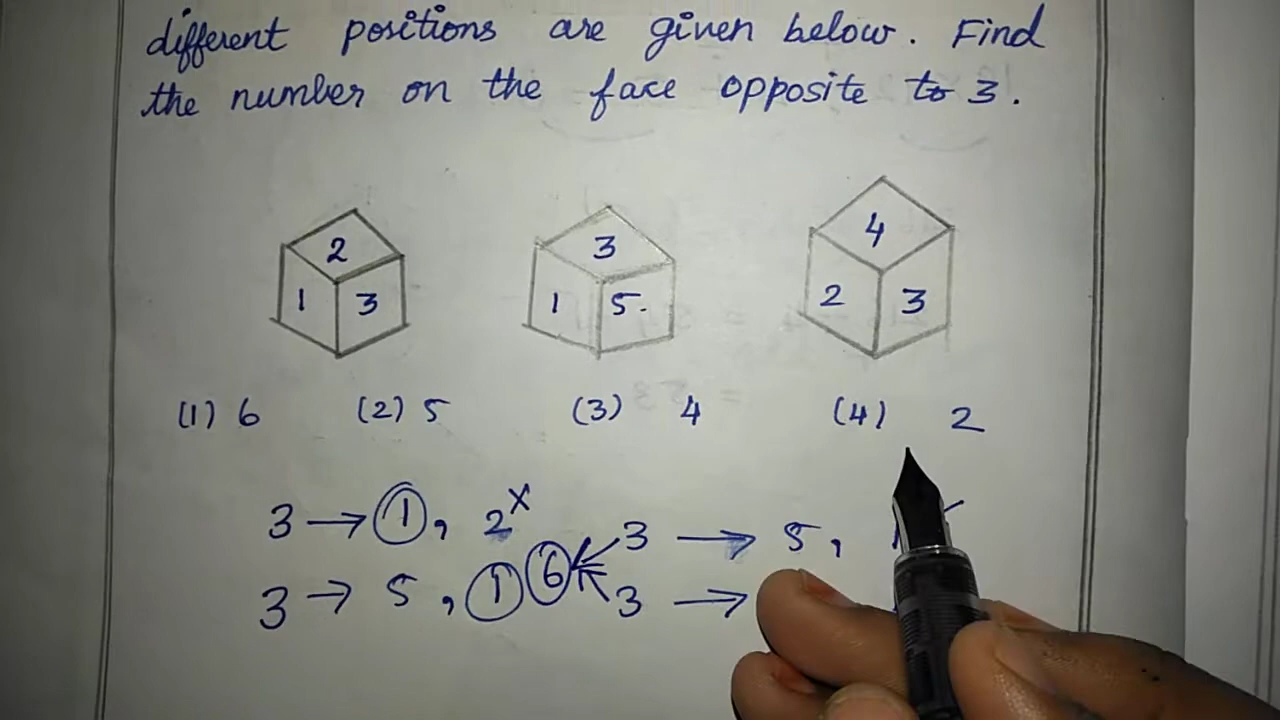 different positions are given below. Find
the number on the face opposite to 3.
2
1 3
3
1 5.
4
2 3
(1) 6 (2) 5 (3) 4 (4) 2
3 → 1, 2x 3 → 5,
3 → 5, 1 6 3 →